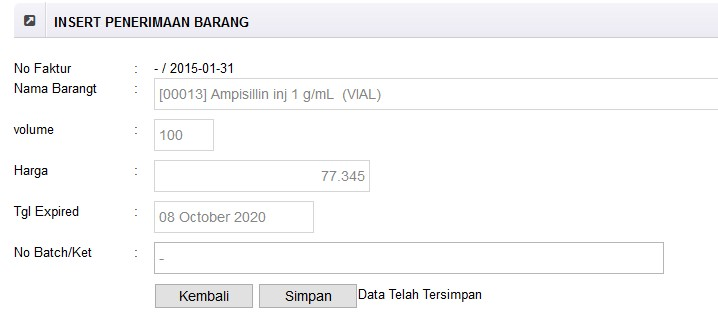 INSERT PENERIMAAN BARANG
No Faktur : - / 2015-01-31
Nama Barangt : [00013] Ampisillin inj 1 g/mL (VIAL)
volume : 100
Harga : 77.345
Tgl Expired : 08 October 2020
No Batch/Ket : -
Kembali Simpan Data Telah Tersimpan